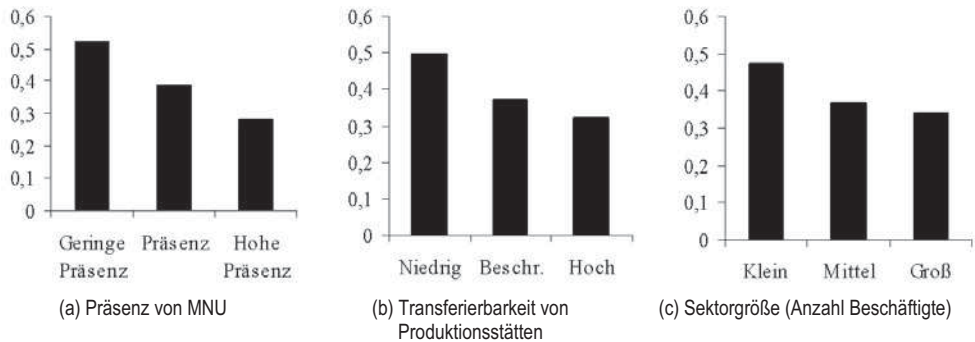 0,6
0,5
0,4
0,3
0,2
0,1
0
Geringe Präsenz Hohe
Präsenz Präsenz
(a) Präsenz von MNU
0,6
0,5
0,4
0,3
0,2
0,1
0
Niedrig Beschr. Hoch
(b) Transferierbarkeit von
Produktionsstätten
0,6
0,5
0,4
0,3
0,2
0,1
0
Klein Mittel Groß
(c) Sektorgröße (Anzahl Beschäftigte)